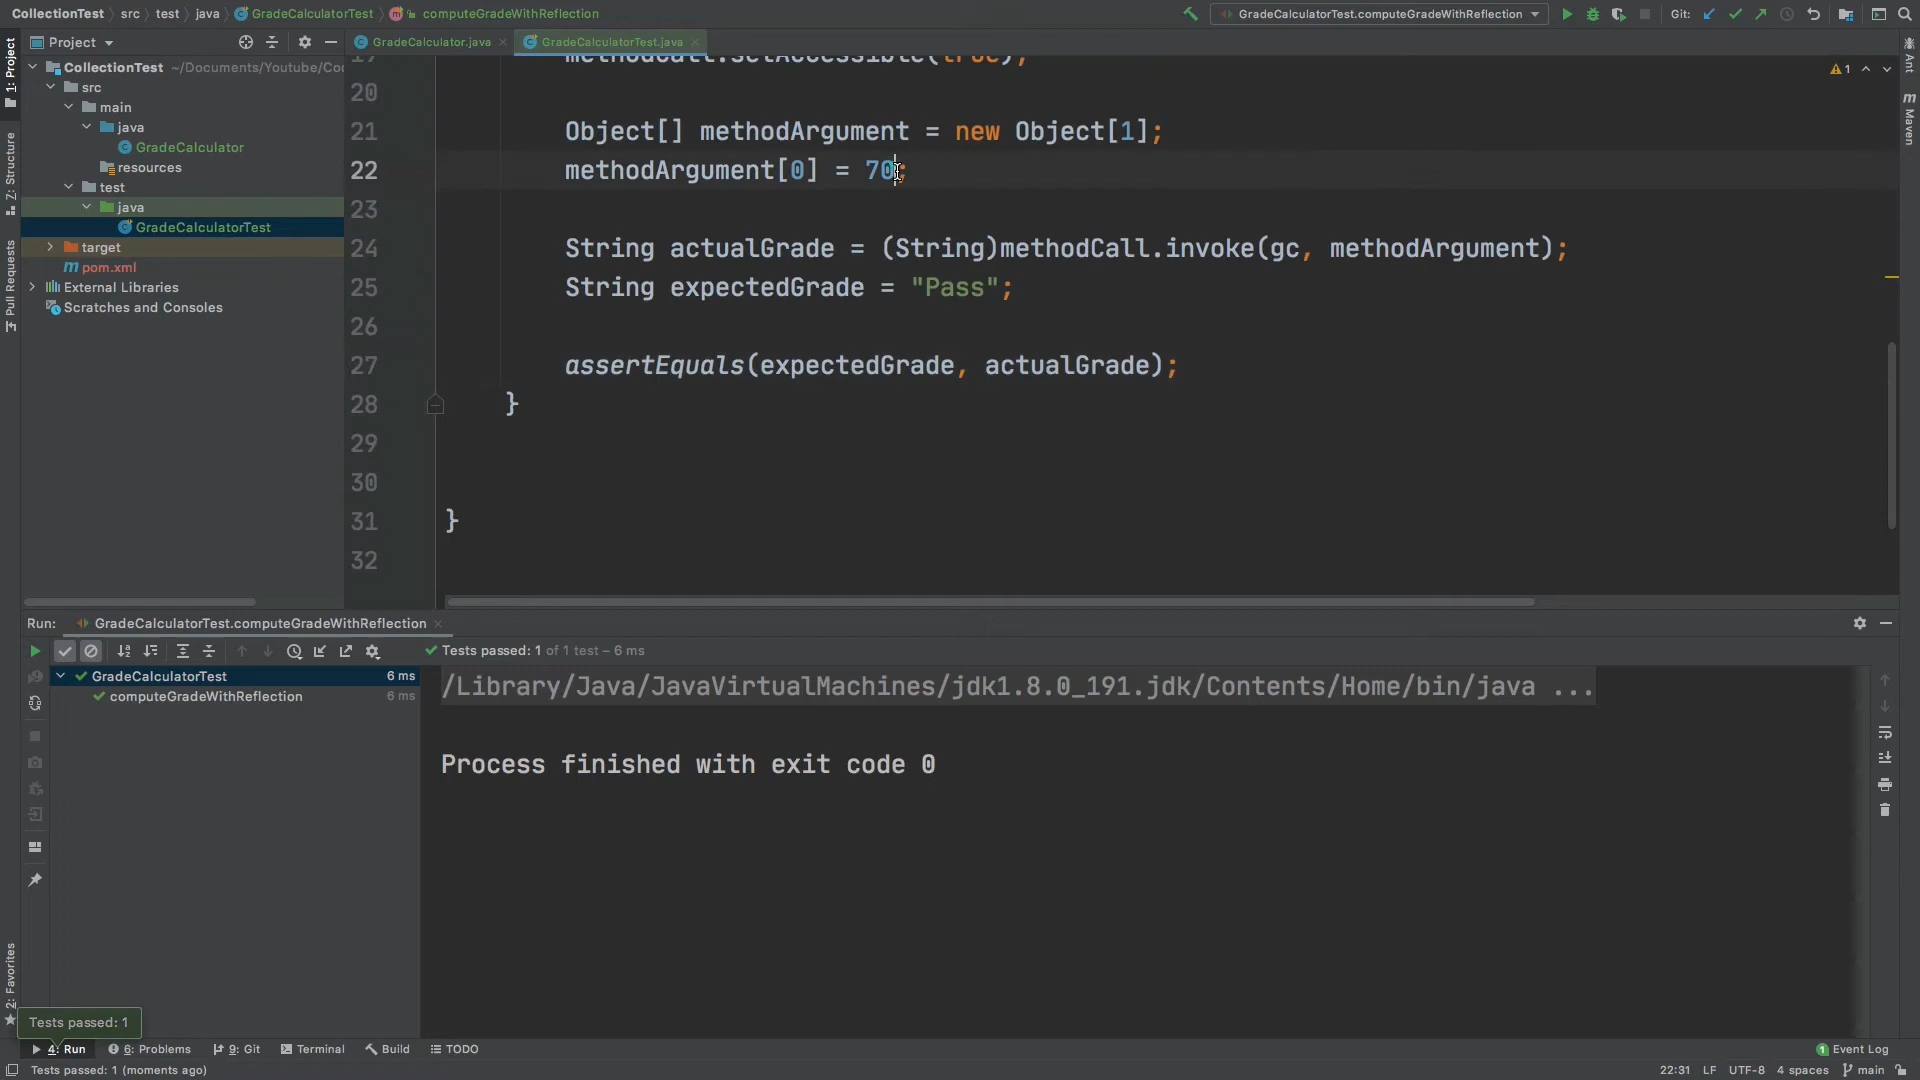 CollectionTest src test java GradeCalculatorTest computeGradeWithReflection
GradeCalculatorTest.computeGradeWithReflection
Git:
1: Project
Z: Structure
Pull Requests
2: Favorites
Ant
Maven
Project
CollectionTest ~/Documents/Youtube/Co
src
main
java
GradeCalculator
resources
test
java
GradeCalculatorTest
target
pom.xml
External Libraries
Scratches and Consoles
GradeCalculator.java
GradeCalculatorTest.java
1
19 methodCall.setAccessible(true);
20
21 Object[] methodArgument = new Object[1];
22 methodArgument[0] = 70;
23
24 String actualGrade = (String)methodCall.invoke(gc, methodArgument);
25 String expectedGrade = "Pass";
26
27 assertEquals(expectedGrade, actualGrade);
28 }
29
30
31 }
32
Run: GradeCalculatorTest.computeGradeWithReflection
Tests passed: 1 of 1 test – 6 ms
GradeCalculatorTest 6 ms
computeGradeWithReflection 6 ms
/Library/Java/JavaVirtualMachines/jdk1.8.0_191.jdk/Contents/Home/bin/java ...
Process finished with exit code 0
Tests passed: 1
4: Run 6: Problems 9: Git Terminal Build TODO
1 Event Log
Tests passed: 1 (moments ago)
22:31 LF UTF-8 4 spaces main